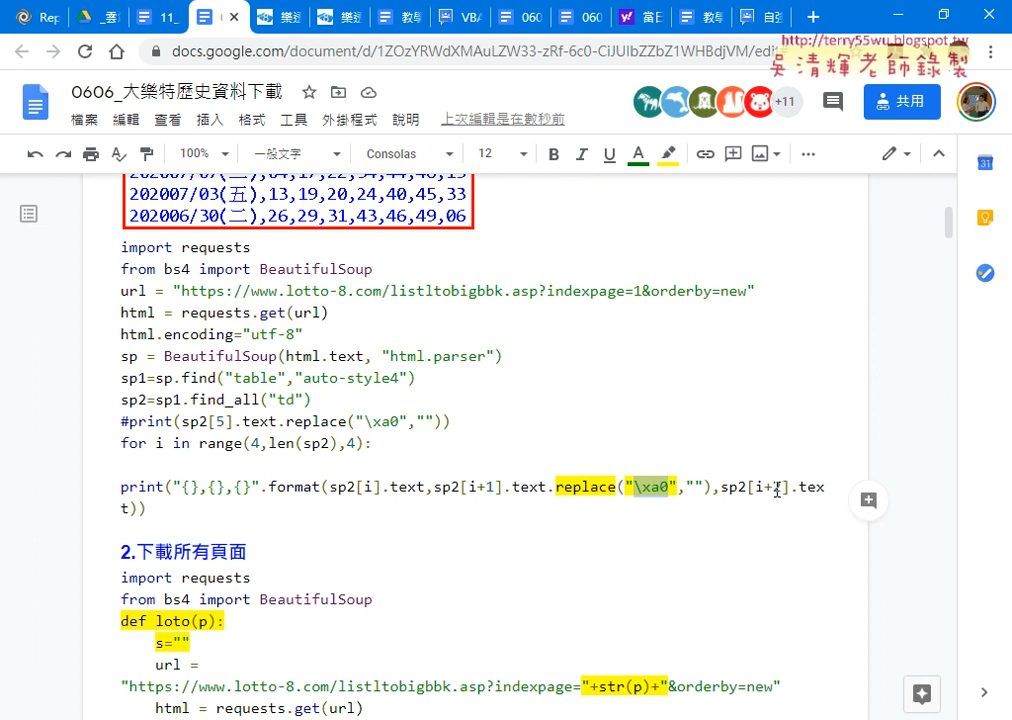 雲
11_
樂透
樂透
教學
VBA
060
060
當日
教學
自強
Rep
docs.google.com/document/d/1ZOzYRWdXMAuLZW33-zRf-6c0-CiJUIbZZbZ1WHBdjVM/edit
http://terry55wu.blogspot.tw
吳清輝老師錄製
0606_大樂特歷史資料下載
+11
共用
檔案 編輯 查看 插入 格式 工具 外掛程式 說明 上次編輯是在數秒前
100% 一般文字 Consolas 12 B I U A
31
202007/03(五),13,19,20,24,40,45,33
202006/30(二),26,29,31,43,46,49,06
import requests
from bs4 import BeautifulSoup
url = "https://www.lotto-8.com/listltobigbbk.asp?indexpage=1&orderby=new"
html = requests.get(url)
html.encoding="utf-8"
sp = BeautifulSoup(html.text, "html.parser")
sp1=sp.find("table","auto-style4")
sp2=sp1.find_all("td")
#print(sp2[5].text.replace("\xa0",""))
for i in range(4,len(sp2),4):
print("{},{},{}".format(sp2[i].text,sp2[i+1].text.replace("\xa0",""),sp2[i+2].tex
t))
2.下載所有頁面
import requests
from bs4 import BeautifulSoup
def loto(p):
s=""
url =
"https://www.lotto-8.com/listltobigbbk.asp?indexpage="+str(p)+"&orderby=new"
html = requests.get(url)